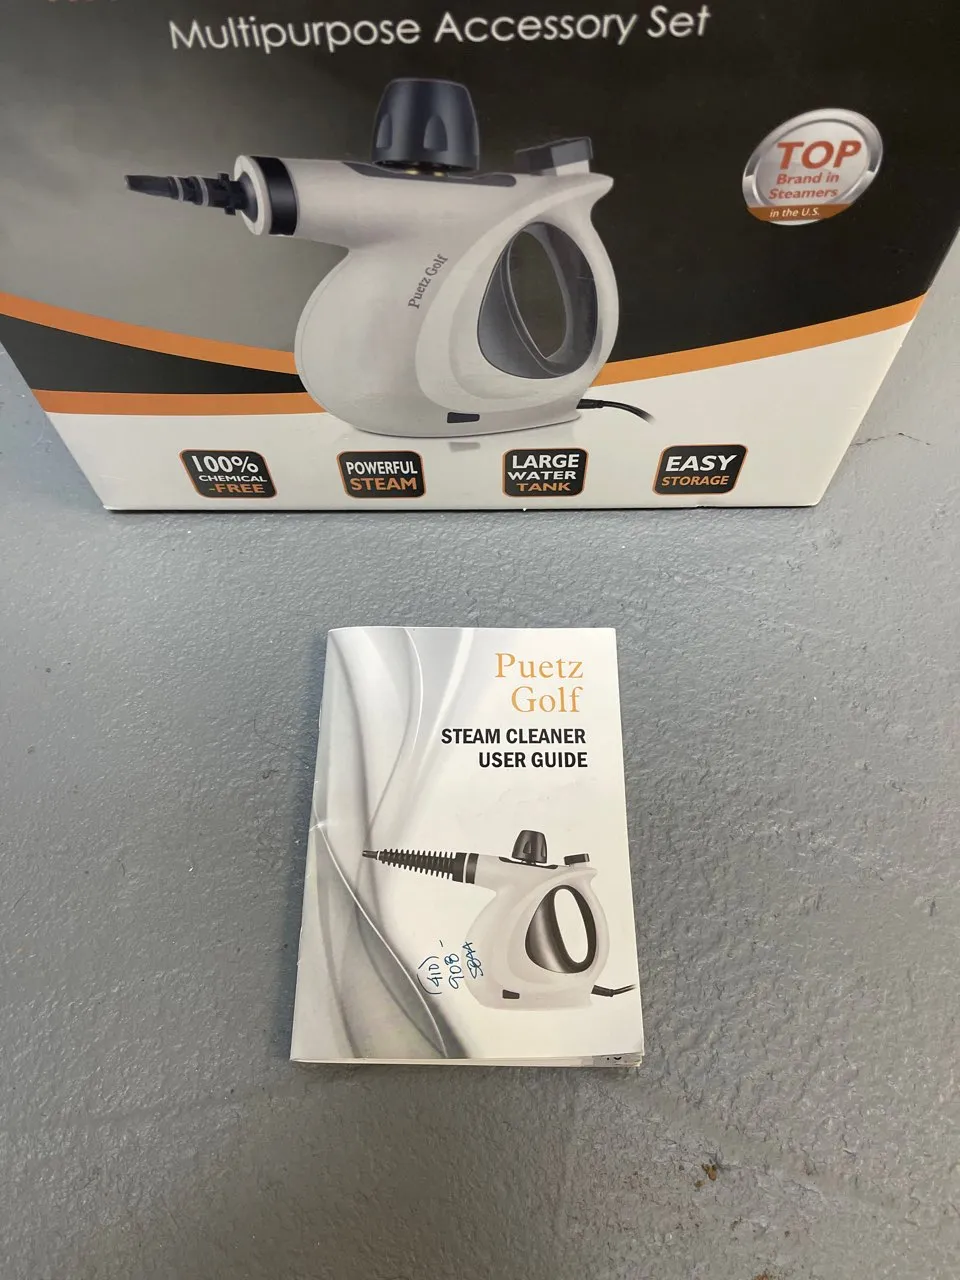 Multipurpose Accessory Set
TOP
Brand in
Steamers
in the U.S.
Puetz Golf
100%
CHEMICAL
-FREE
POWERFUL
STEAM
LARGE
WATER
TANK
EASY
STORAGE
Puetz
Golf
STEAM CLEANER
USER GUIDE
(410)
908-